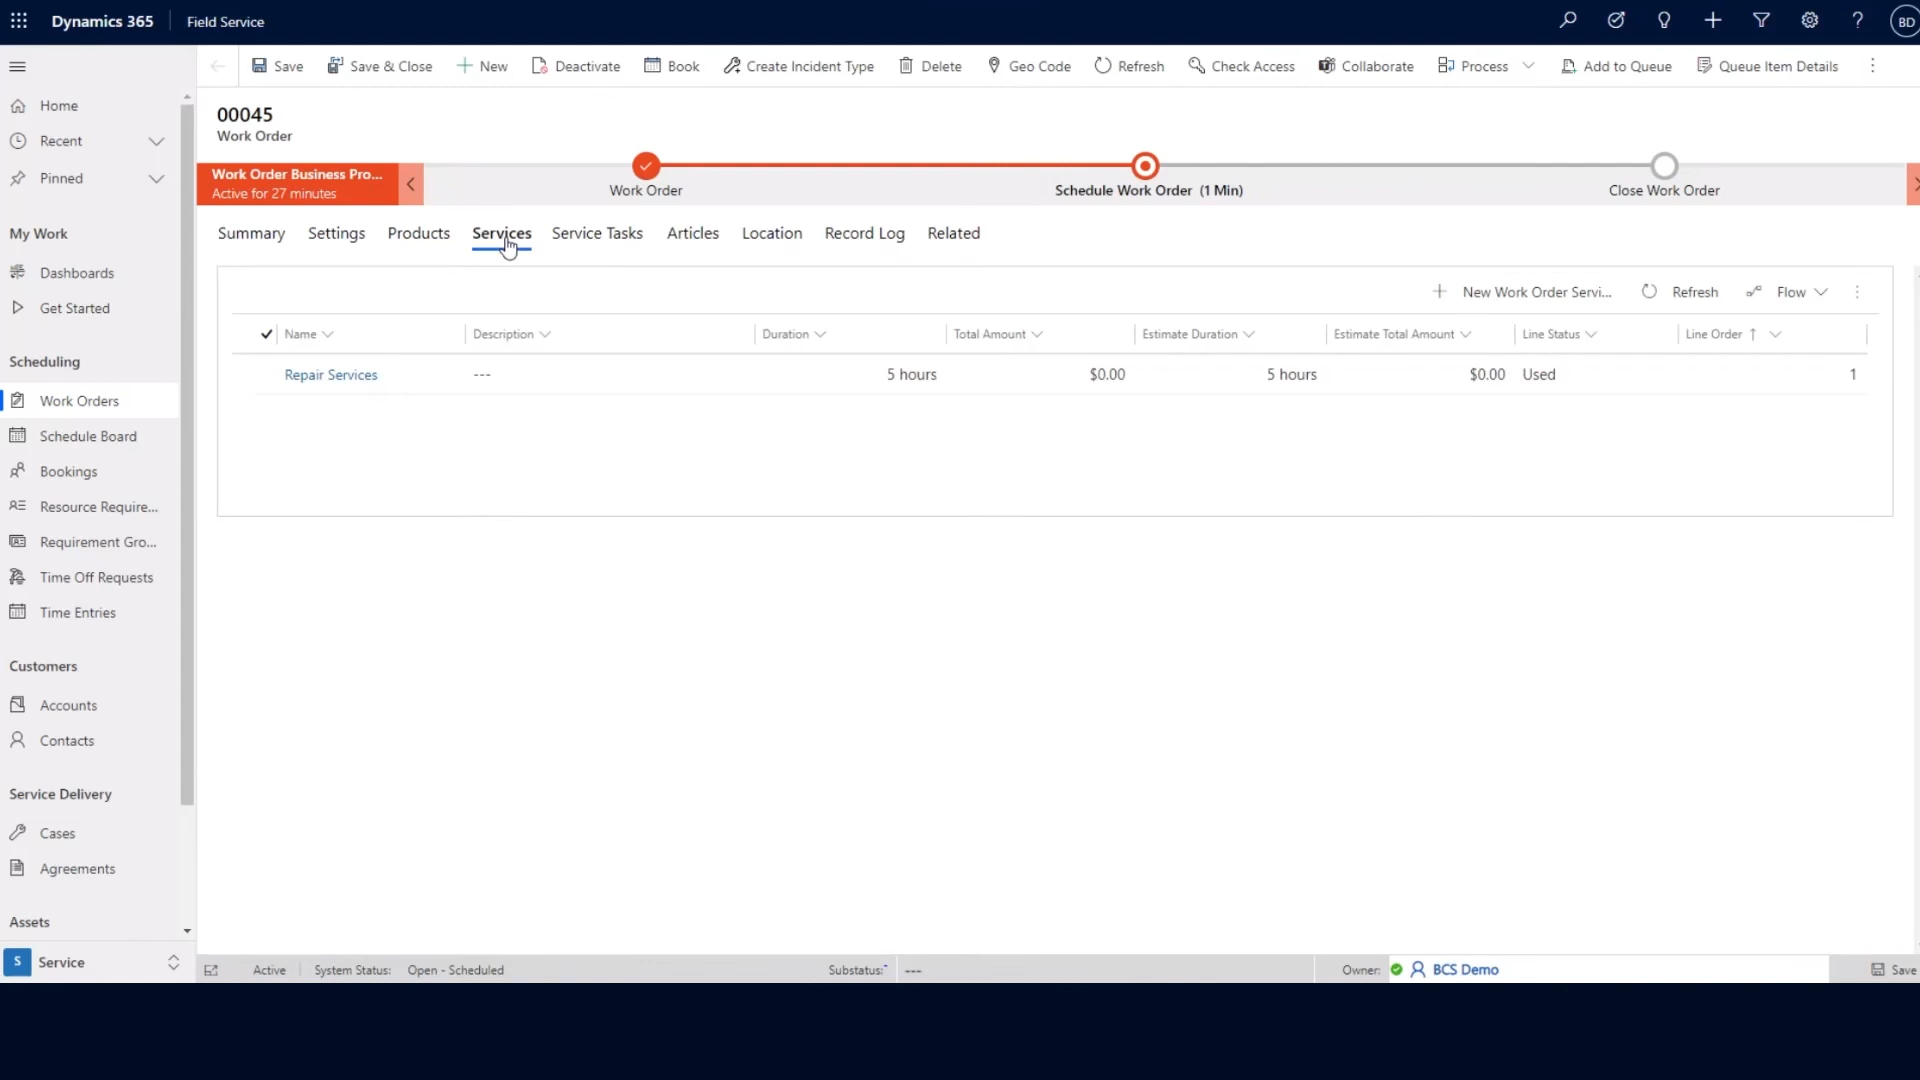 Dynamics 365
Field Service
BD
Save
Save & Close
New
Deactivate
Book
Create Incident Type
Delete
Geo Code
Refresh
Check Access
Collaborate
Process
Add to Queue
Queue Item Details
Home
Recent
Pinned
My Work
Dashboards
Get Started
Scheduling
Work Orders
Schedule Board
Bookings
Resource Require...
Requirement Gro...
Time Off Requests
Time Entries
Customers
Accounts
Contacts
Service Delivery
Cases
Agreements
Assets
S Service
00045
Work Order
Work Order Business Pro...
Active for 27 minutes
Work Order
Schedule Work Order (1 Min)
Close Work Order
Summary
Settings
Products
Services
Service Tasks
Articles
Location
Record Log
Related
New Work Order Servi...
Refresh
Flow
Name
Description
Duration
Total Amount
Estimate Duration
Estimate Total Amount
Line Status
Line Order ↑
Repair Services
---
5 hours
$0.00
5 hours
$0.00
Used
1
Active
System Status:
Open - Scheduled
Substatus:*
---
Owner:
BCS Demo
Save